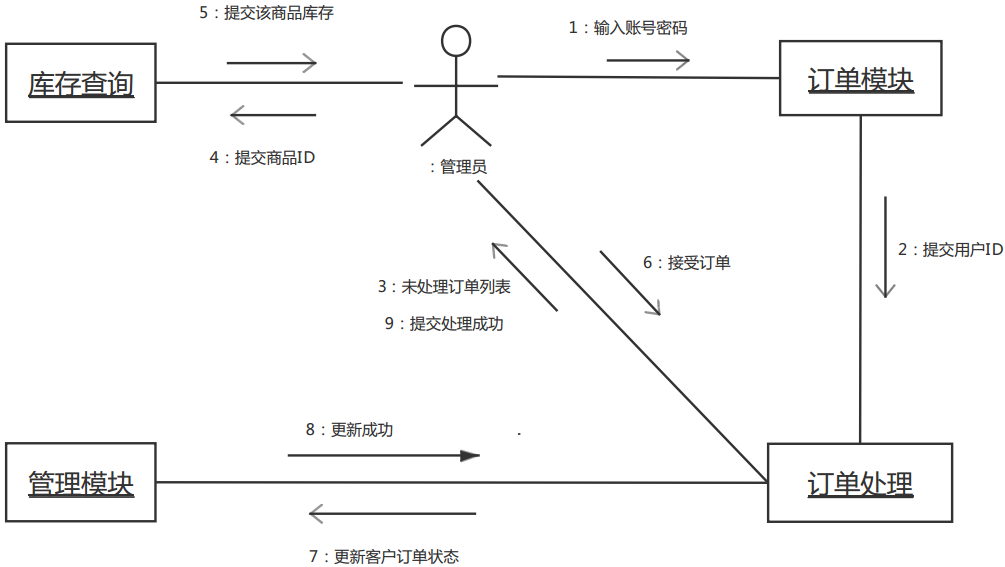 5：提交该商品库存
1：输入账号密码
库存查询
订单模块
4：提交商品ID
：管理员
2：提交用户ID
6：接受订单
3：未处理订单列表
9：提交处理成功
8：更新成功
管理模块
订单处理
7：更新客户订单状态